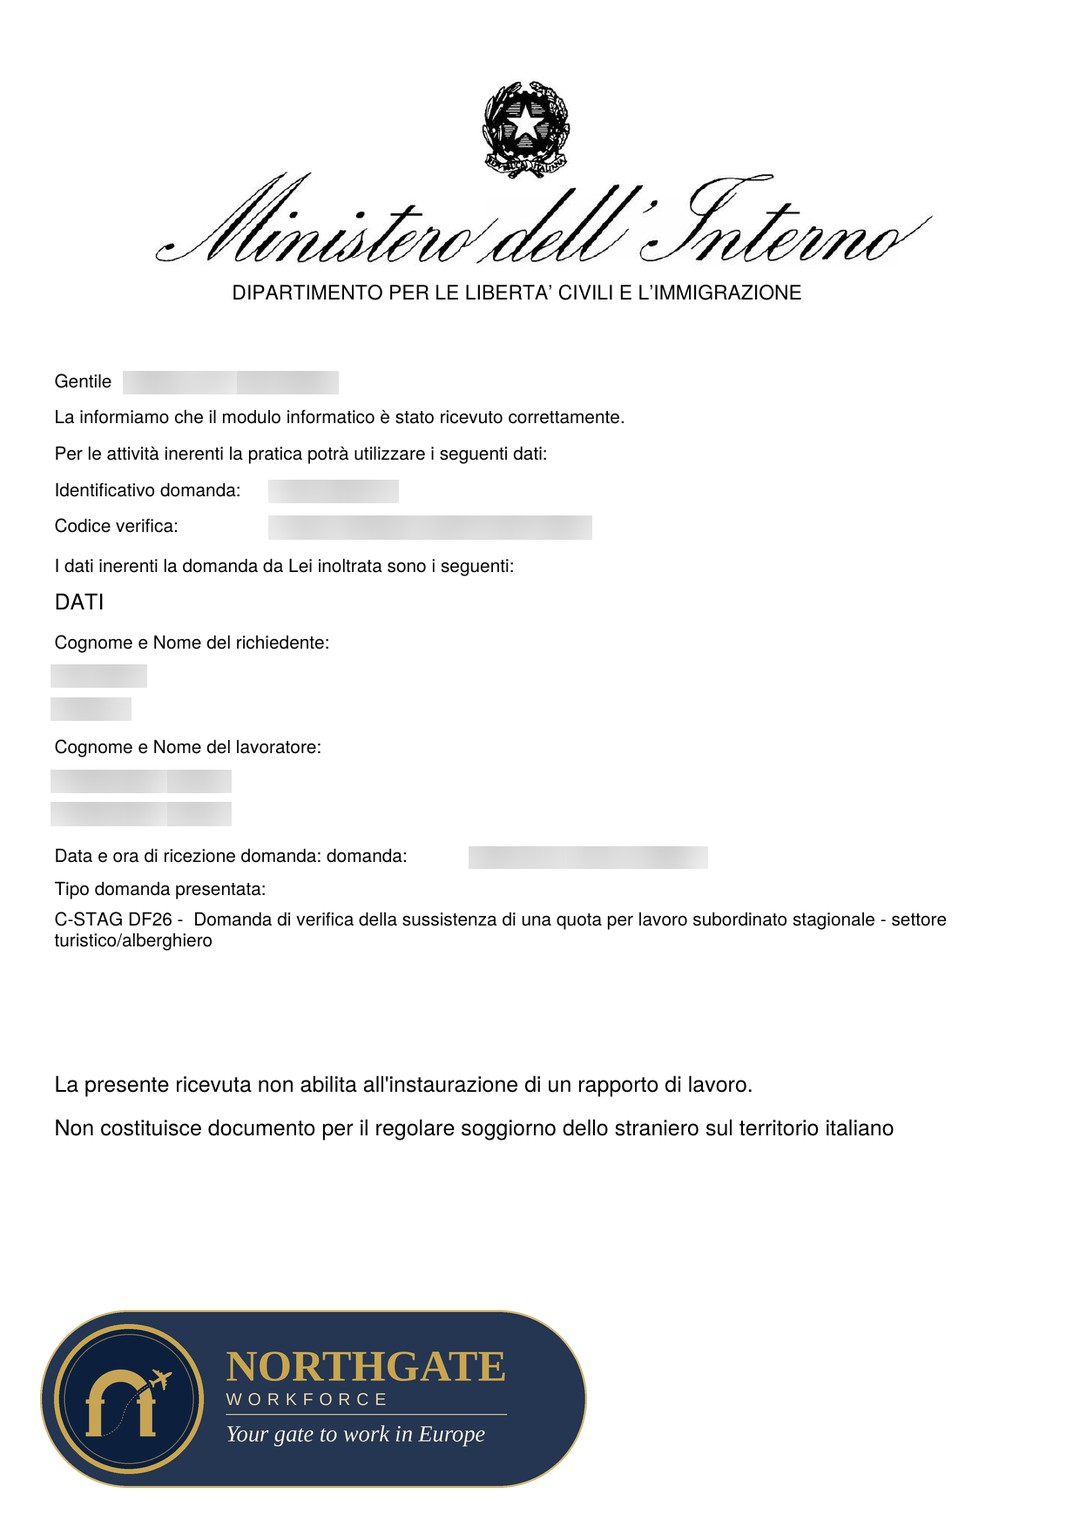 REPUBBLICA ITALIANA
Ministero dell' Interno
DIPARTIMENTO PER LE LIBERTA' CIVILI E L'IMMIGRAZIONE
Gentile
La informiamo che il modulo informatico è stato ricevuto correttamente.
Per le attività inerenti la pratica potrà utilizzare i seguenti dati:
Identificativo domanda:
Codice verifica:
I dati inerenti la domanda da Lei inoltrata sono i seguenti:
DATI
Cognome e Nome del richiedente:
Cognome e Nome del lavoratore:
Data e ora di ricezione domanda: domanda:
Tipo domanda presentata:
C-STAG DF26 - Domanda di verifica della sussistenza di una quota per lavoro subordinato stagionale - settore
turistico/alberghiero
La presente ricevuta non abilita all'instaurazione di un rapporto di lavoro.
Non costituisce documento per il regolare soggiorno dello straniero sul territorio italiano
NORTHGATE
WORKFORCE
Your gate to work in Europe